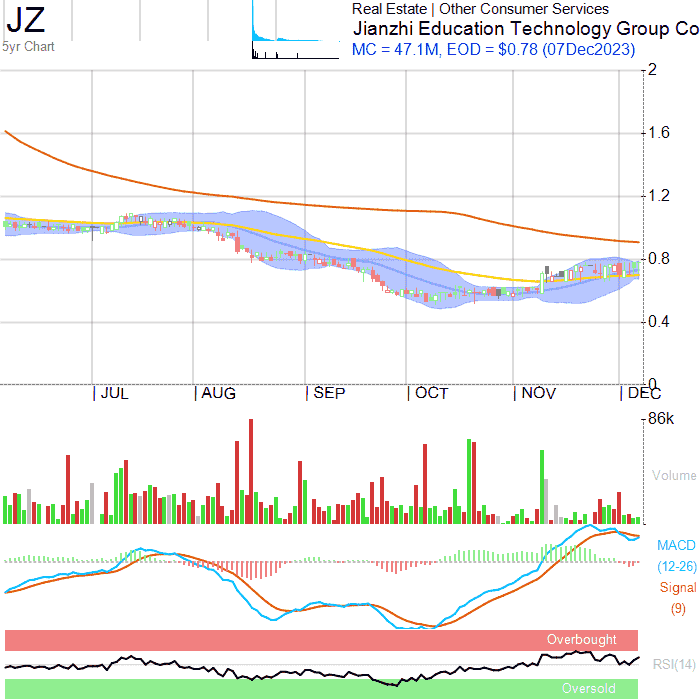 JZ
5yr Chart
Real Estate | Other Consumer Services
Jianzhi Education Technology Group Co
MC = 47.1M, EOD = $0.78 (07Dec2023)
2
1.6
1.2
0.8
0.4
0
JUL AUG SEP OCT NOV DEC
86k
Volume
MACD
(12-26)
Signal
(9)
Overbought
RSI(14)
Oversold